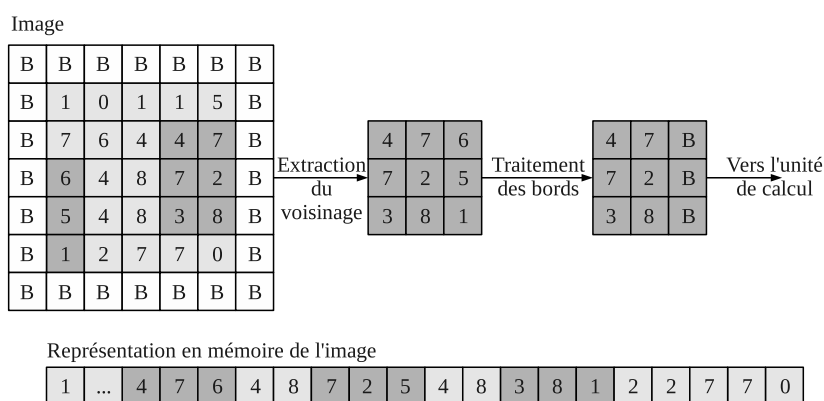 Image
B B B B B B B
B 1 0 1 1 5 B
B 7 6 4 4 7 B
B 6 4 8 7 2 B
B 5 4 8 3 8 B
B 1 2 7 7 0 B
B B B B B B B
Extraction
du
voisinage
4 7 6
7 2 5
3 8 1
Traitement
des bords
4 7 B
7 2 B
3 8 B
Vers l'unité
de calcul
Représentation en mémoire de l'image
1 ... 4 7 6 4 8 7 2 5 4 8 3 8 1 2 2 7 7 0